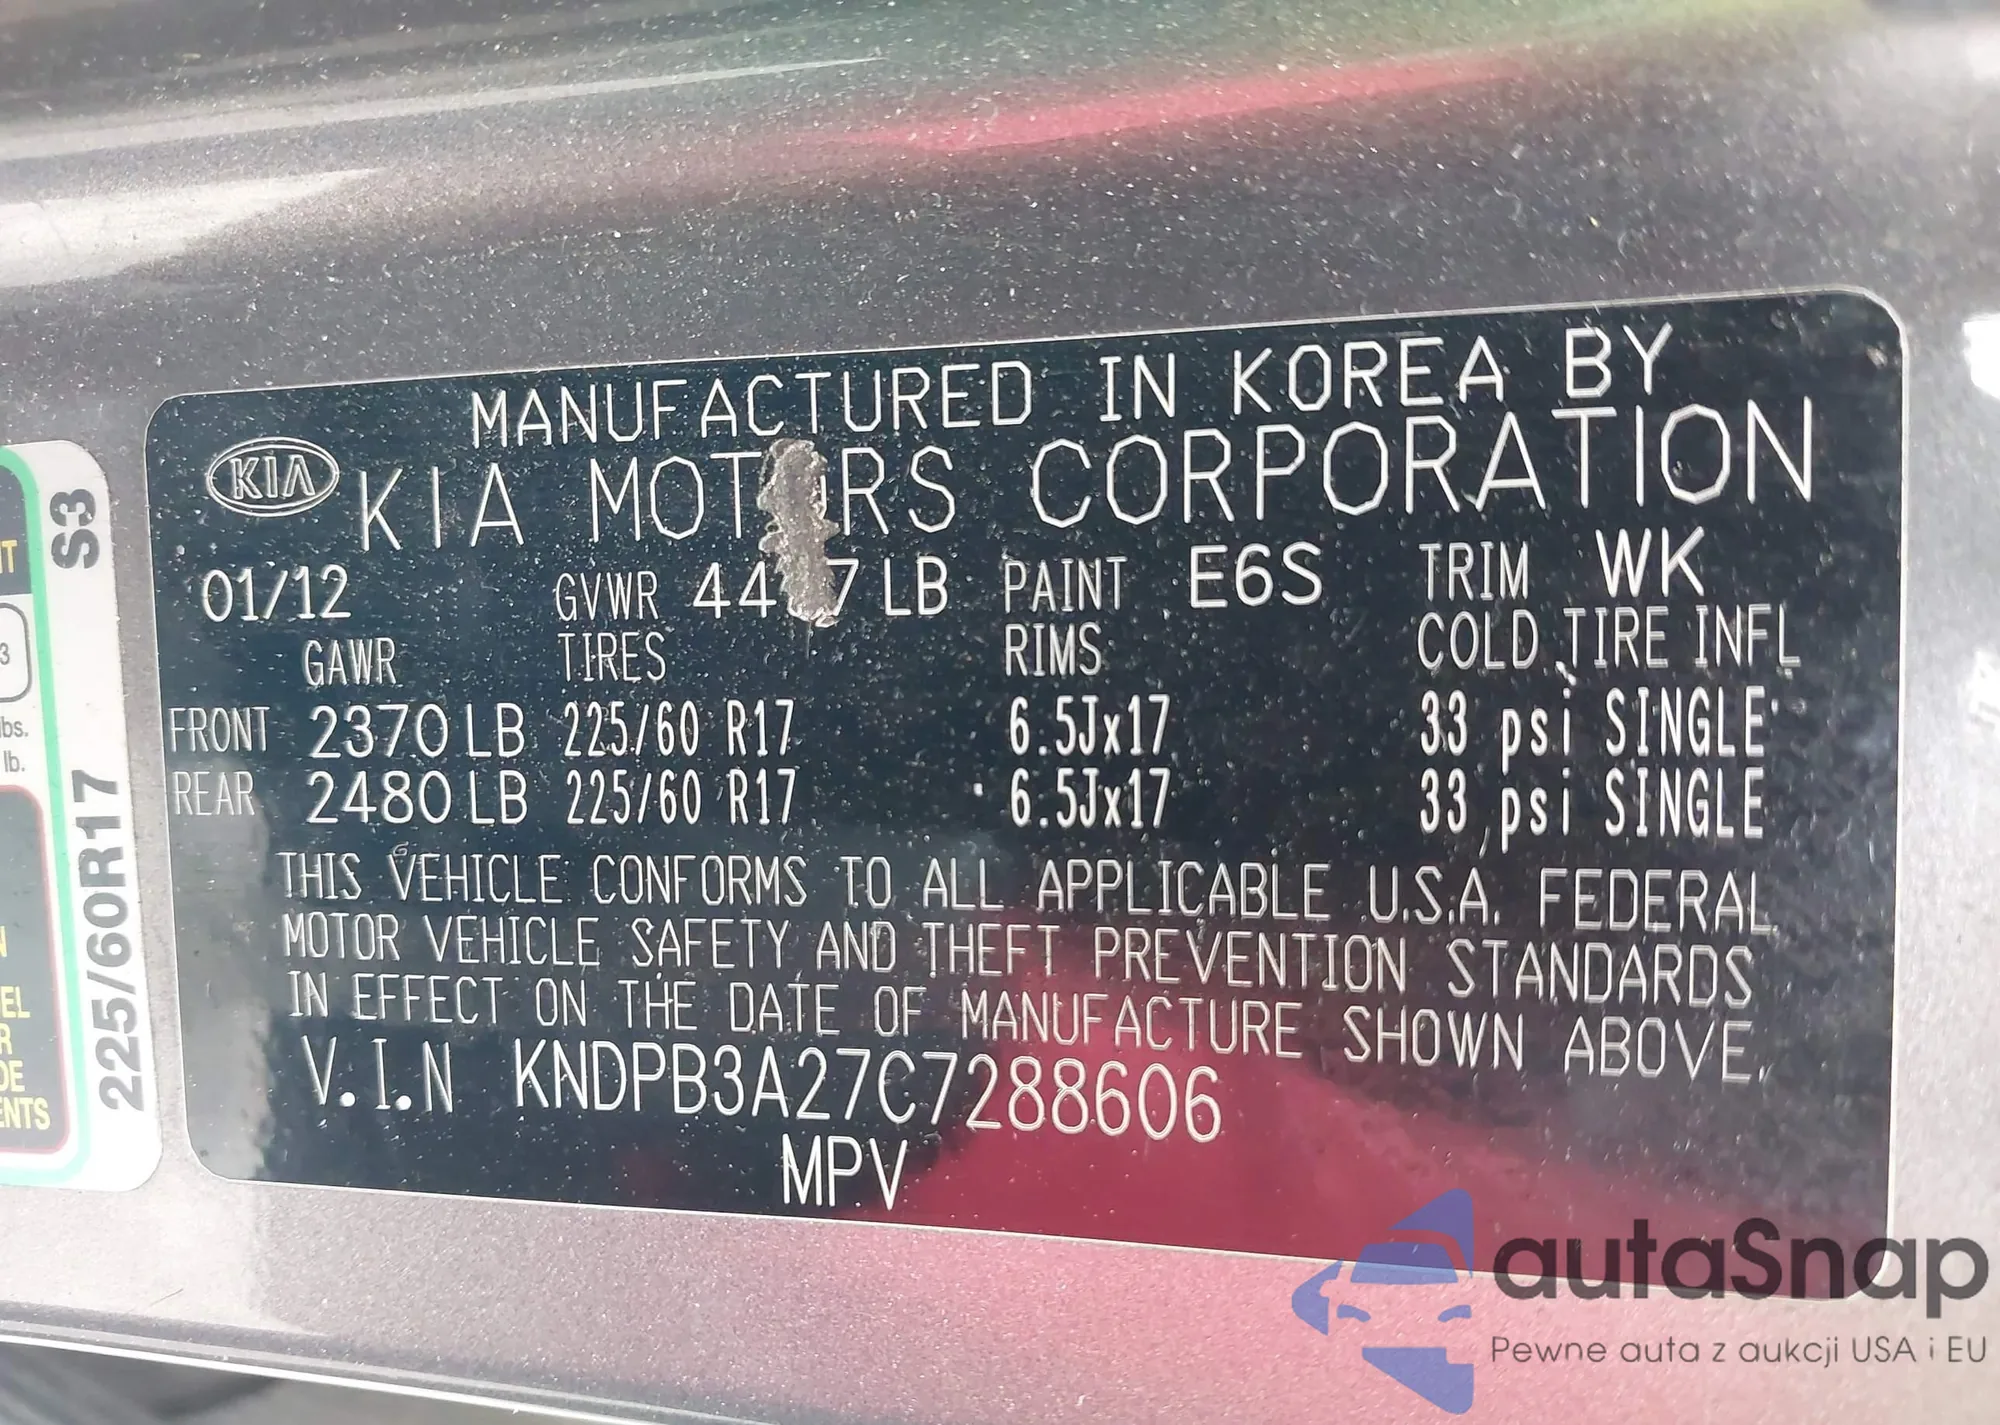 MANUFACTURED IN KOREA BY
KIA KIA MOTORS CORPORATION
01/12 GVWR LB PAINT E6S TRIM WK
GAWR TIRES RIMS COLD TIRE INFL
FRONT 2370 LB 225/60 R17 6.5Jx17 33 psi SINGLE
REAR 2480 LB 225/60 R17 6.5Jx17 33 psi SINGLE
THIS VEHICLE CONFORMS TO ALL APPLICABLE U.S.A. FEDERAL
MOTOR VEHICLE SAFETY AND THEFT PREVENTION STANDARDS
IN EFFECT ON THE DATE OF MANUFACTURE SHOWN ABOVE.
V.I.N KNDPB3A27C7288606
MPV
225/60R17 S3
3
lbs.
lb.
autaSnap
Pewne auta z aukcji USA i EU